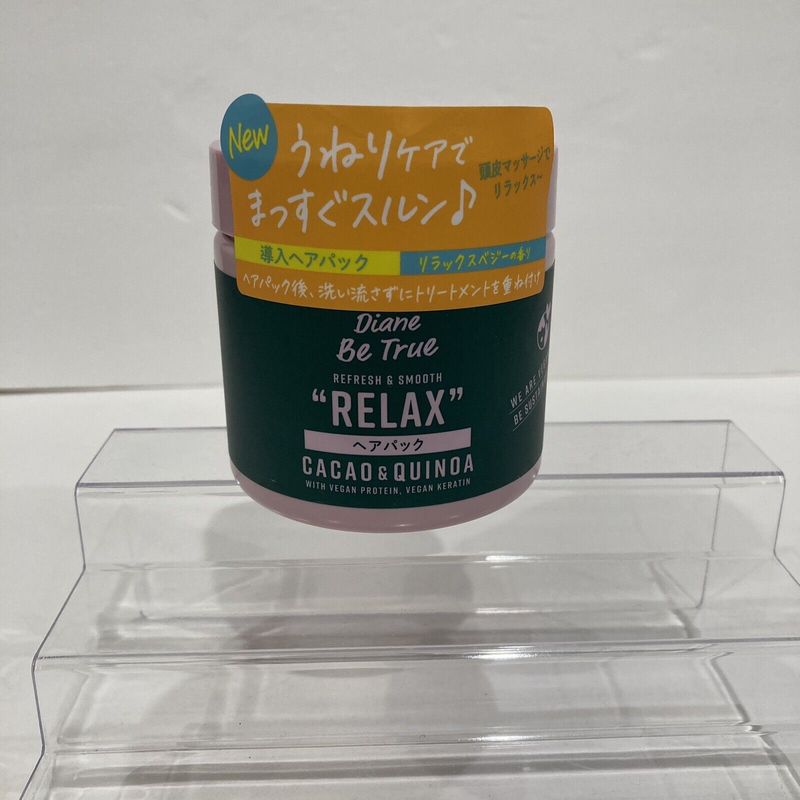 New
うねりケアで
まっすぐスルン♪
頭皮マッサージで
リラックス~
導入ヘアパック
リラックスベジーの香り
ヘアパック後、洗い流さずにトリートメントを重ね付け
Diane
Be True
REFRESH & SMOOTH
"RELAX"
ヘアパック
CACAO & QUINOA
WITH VEGAN PROTEIN, VEGAN KERATIN
WE ARE
BE